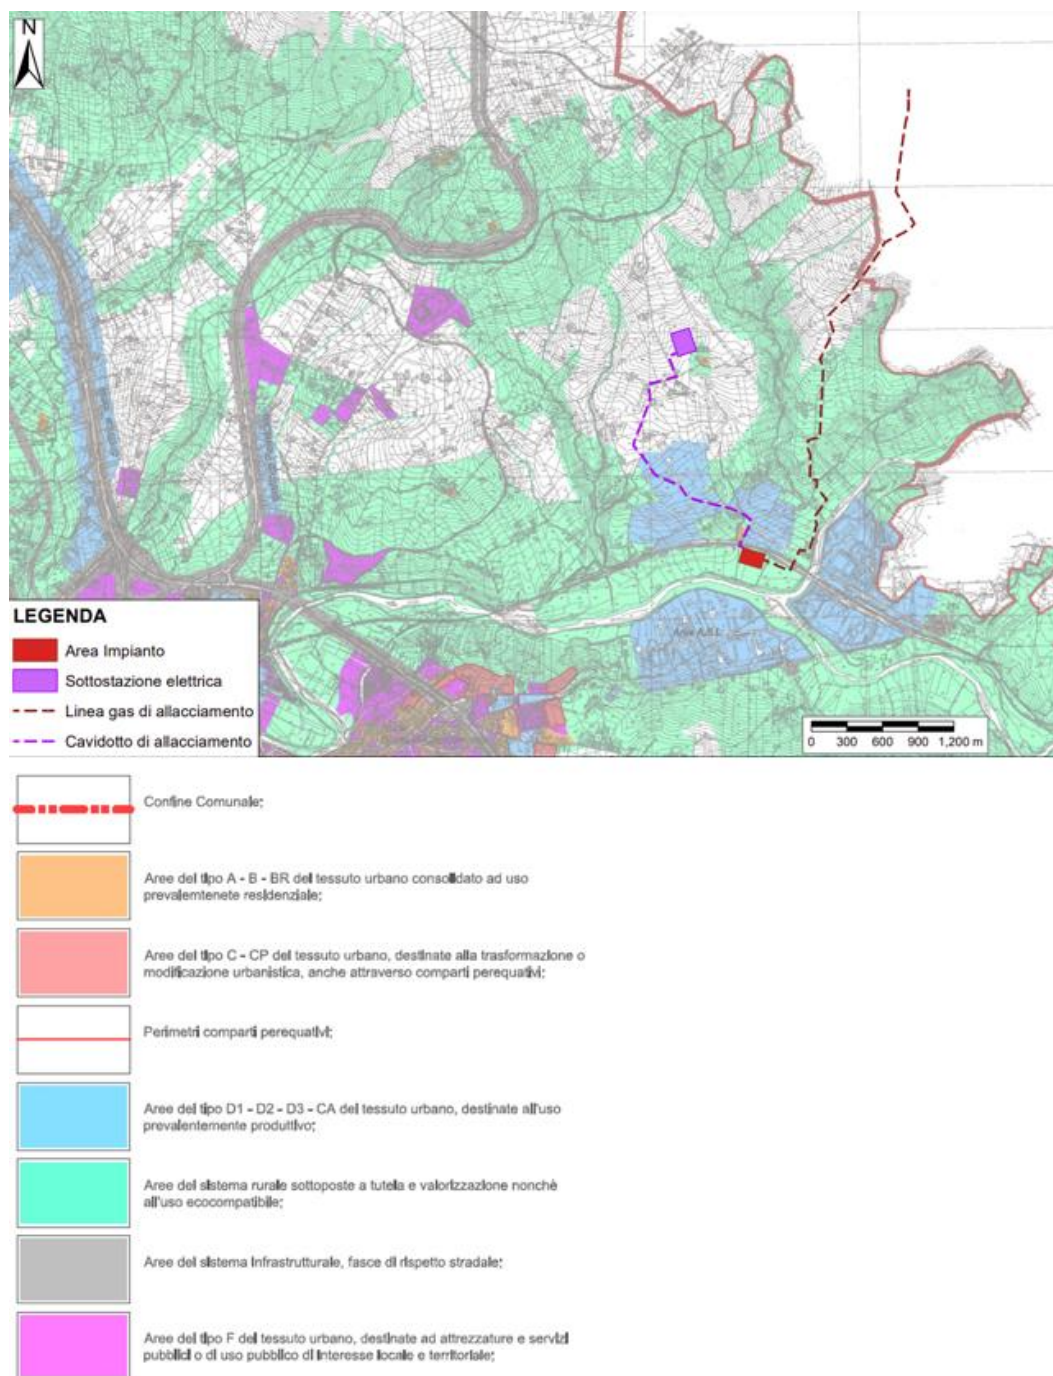 N
Area A.S.I.
LEGENDA
Area Impianto
Sottostazione elettrica
Linea gas di allacciamento
Cavidotto di allacciamento
0 300 600 900 1,200 m
Confine Comunale;
Aree del tipo A - B - BR del tessuto urbano consolidato ad uso
prevalemtenete residenziale;
Aree del tipo C - CP del tessuto urbano, destinate alla trasformazione o
modificazione urbanistica, anche attraverso comparti perequativi;
Perimetri comparti perequativi;
Aree del tipo D1 - D2 - D3 - CA del tessuto urbano, destinate all'uso
prevalentemente produttivo;
Aree del sistema rurale sottoposte a tutela e valorizzazione nonchè
all'uso ecocompatibile;
Aree del sistema infrastrutturale, fasce di rispetto stradale;
Aree del tipo F del tessuto urbano, destinate ad attrezzature e servizi
pubblici o di uso pubblico di interesse locale e territoriale;